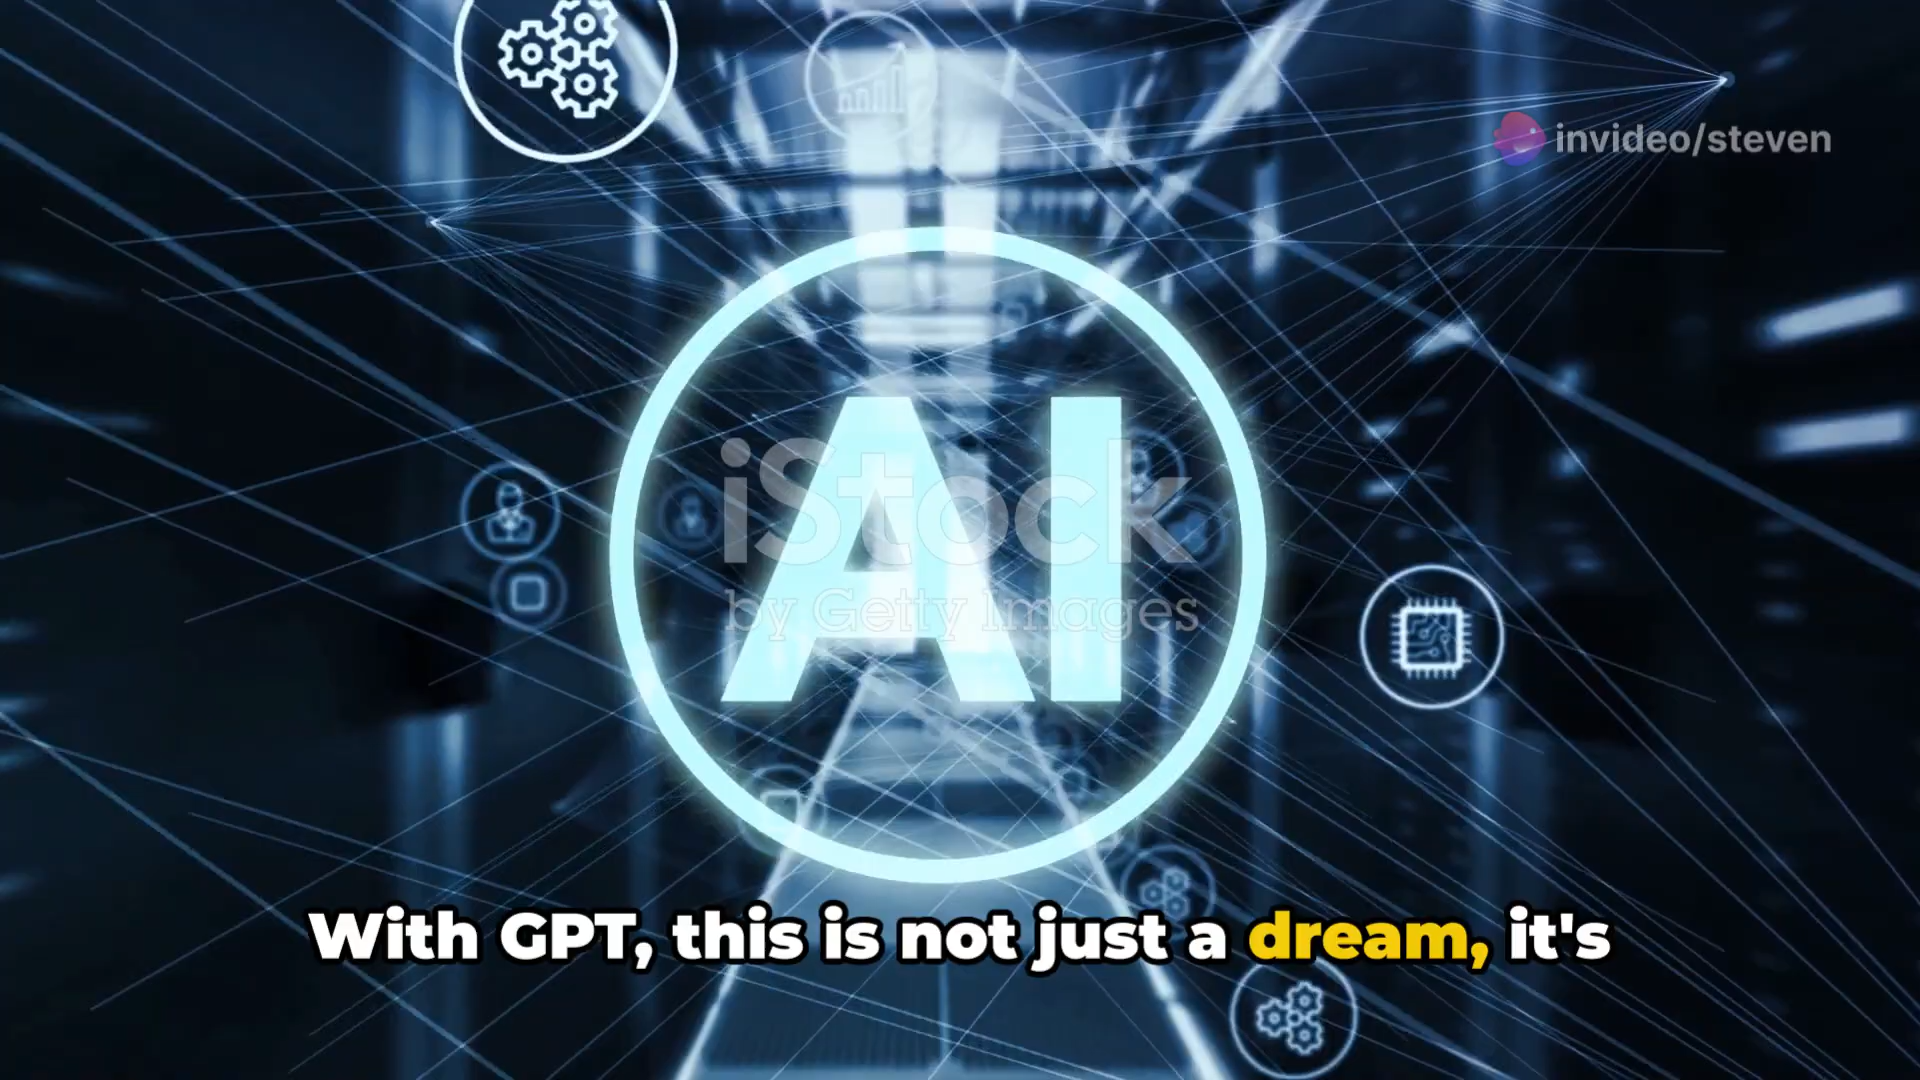 invideo/steven
AI
iStock
by Getty Images
With GPT, this is not just a dream, it's